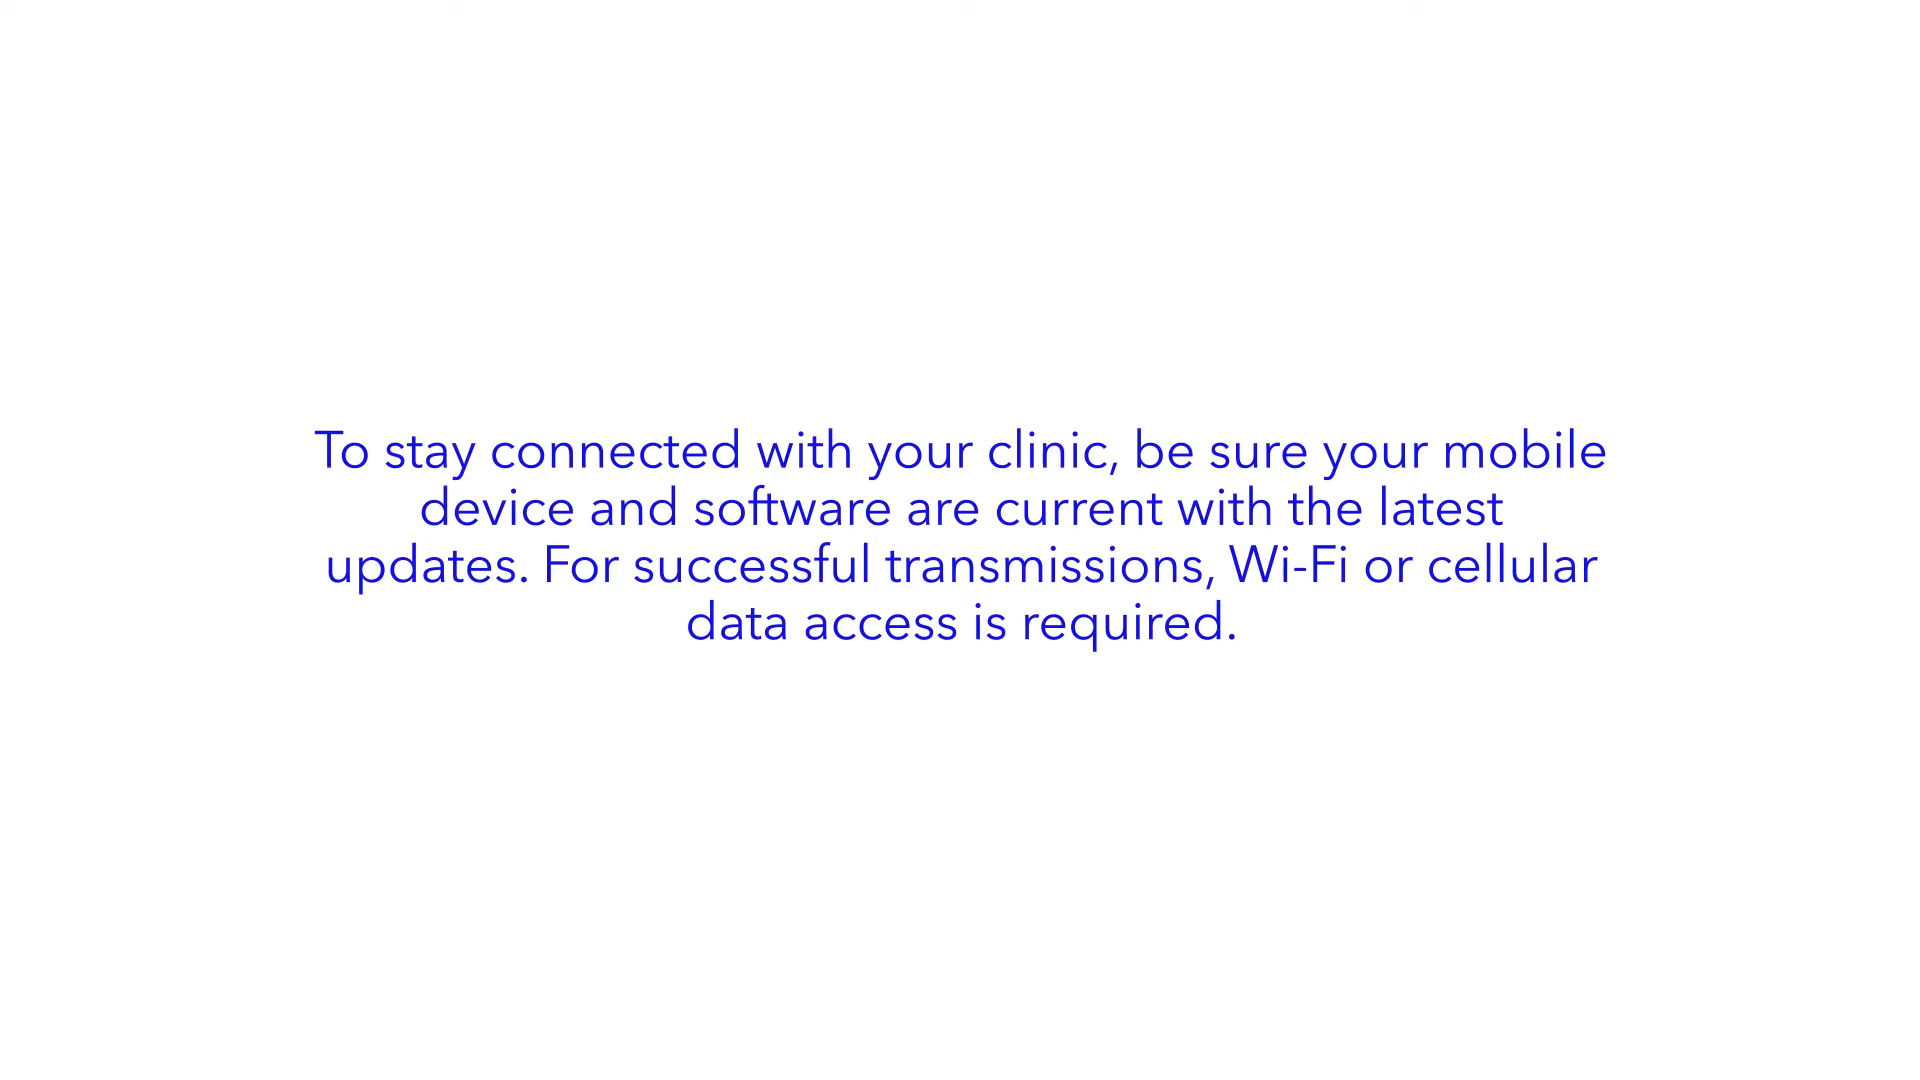 To stay connected with your clinic, be sure your mobile
device and software are current with the latest
updates. For successful transmissions, Wi-Fi or cellular
data access is required.